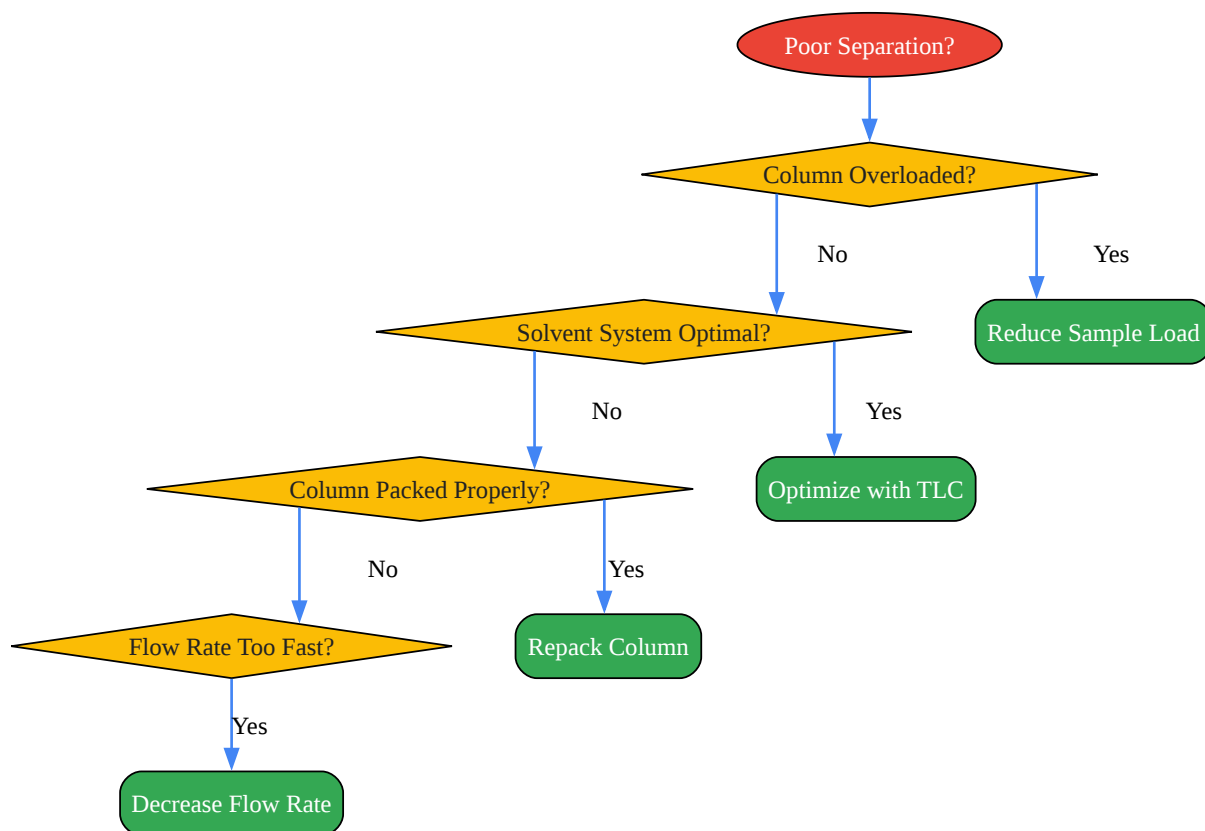 Poor Separation?
Column Overloaded?
No
Yes
Solvent System Optimal?
Reduce Sample Load
No
Yes
Column Packed Properly?
Optimize with TLC
No
Yes
Flow Rate Too Fast?
Repack Column
Yes
Decrease Flow Rate